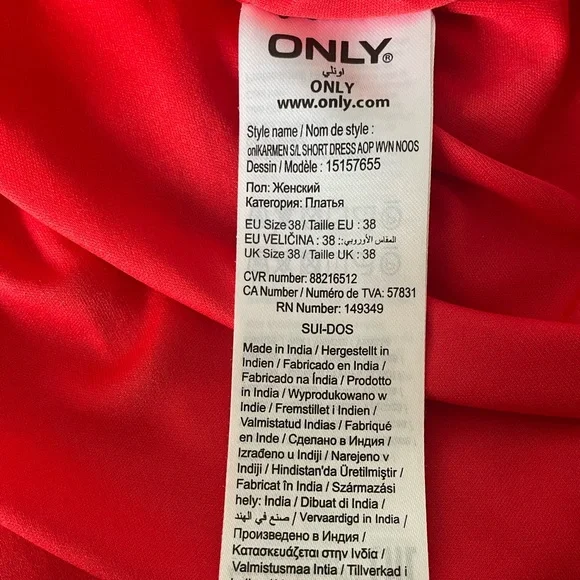 ONLY®
اونلي
ONLY
www.only.com
Style name / Nom de style :
onlKARMEN S/L SHORT DRESS AOP WVN NOOS
Dessin / Modèle : 15157655
Пол: Женский
Категория: Платья
EU Size 38/ Taille EU : 38
EU VELIČINA : 38 :المقاس الأوروبي
UK Size 38/ Taille UK : 38
CVR number: 88216512
CA Number / Numéro de TVA: 57831
RN Number: 149349
SUI-DOS
Made in India / Hergestellt in
Indien / Fabricado en India /
Fabricado na Índia / Prodotto
in India / Wyprodukowano w
Indie / Fremstillet i Indien /
Valmistatud Indias / Fabriqué
en Inde / Сделано в Индия /
Izrađeno u Indiji / Narejeno v
Indiji / Hindistan'da Üretilmiştir /
Fabricat în India / Származási
hely: India / Dibuat di India /
صنع في الهند / Vervaardigd in India /
Произведено в Индия /
Κατασκευάζεται στην Ινδία /
Valmistusmaa Intia / Tillverkad i